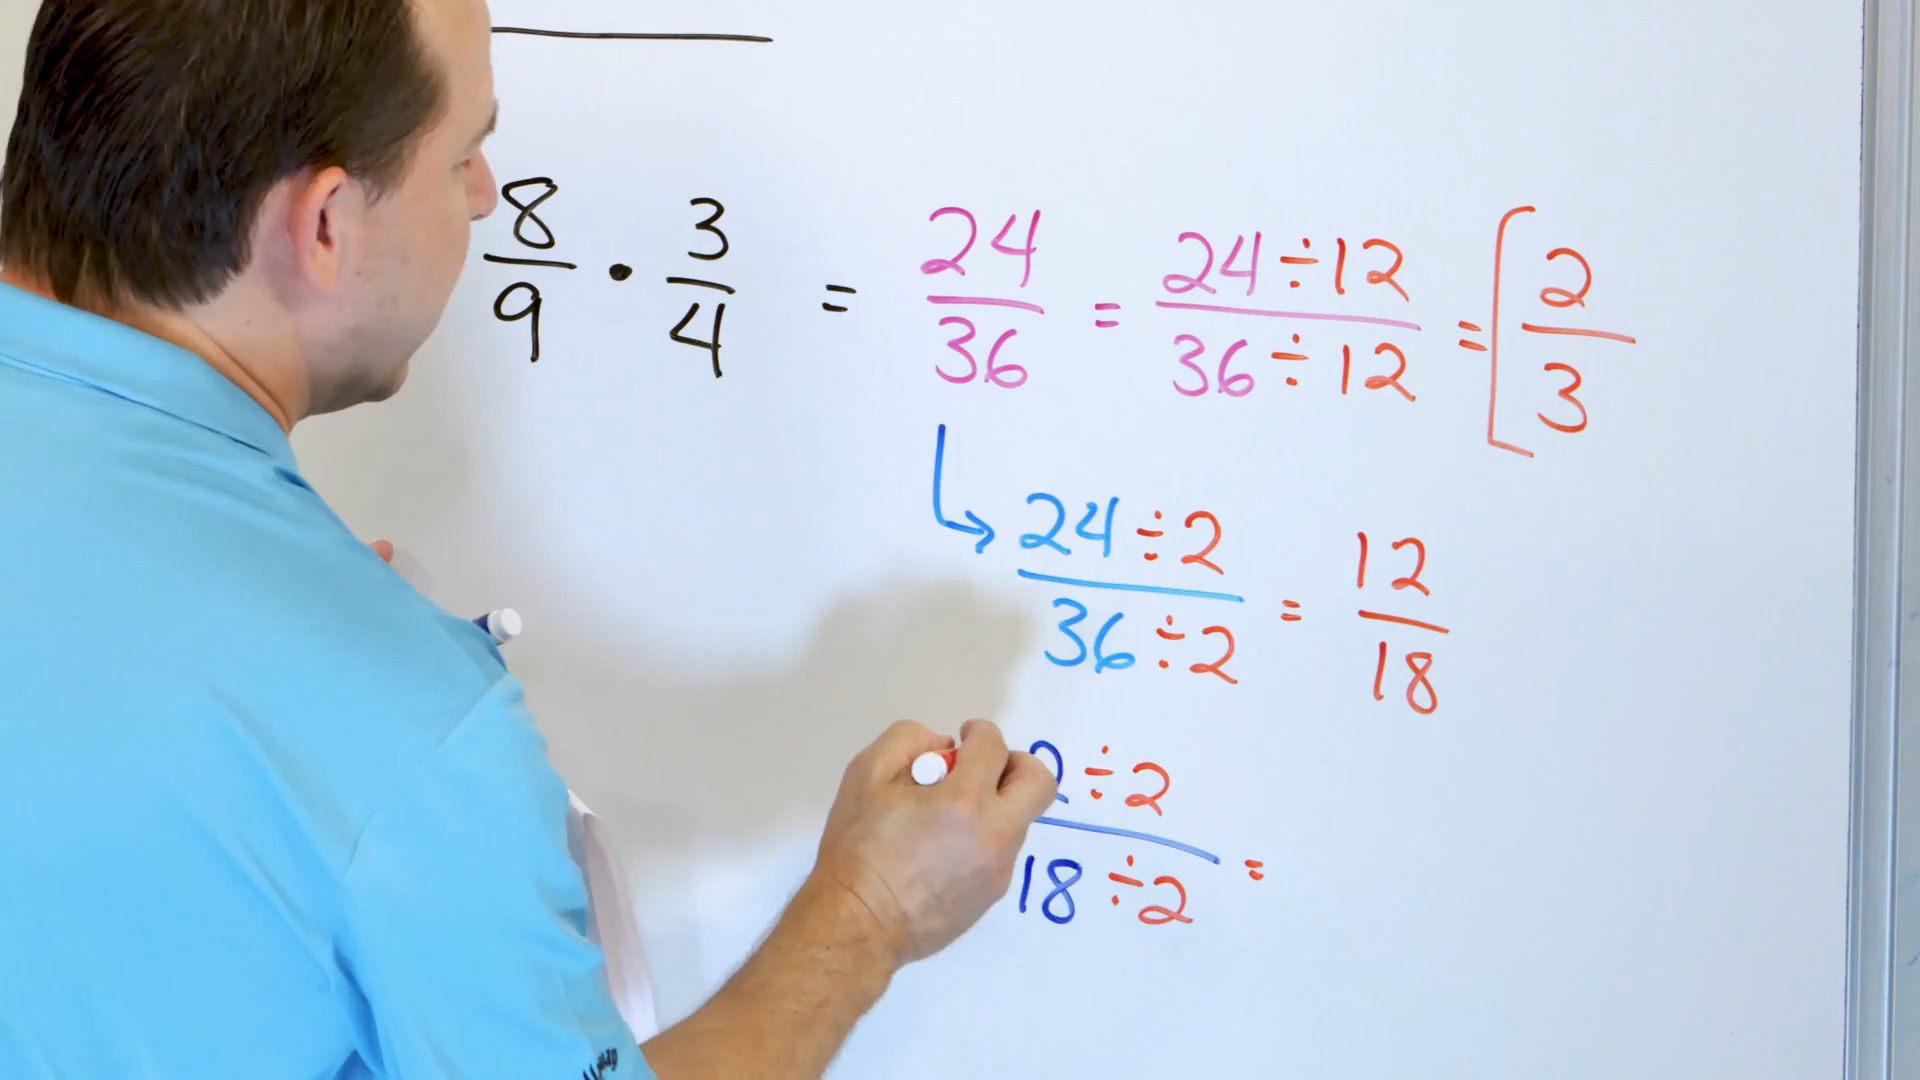 8/9 · 3/4 = 24/36 = 24÷12/36÷12 = [2/3
24÷2/36÷2 = 12/18
2÷2/18÷2 =